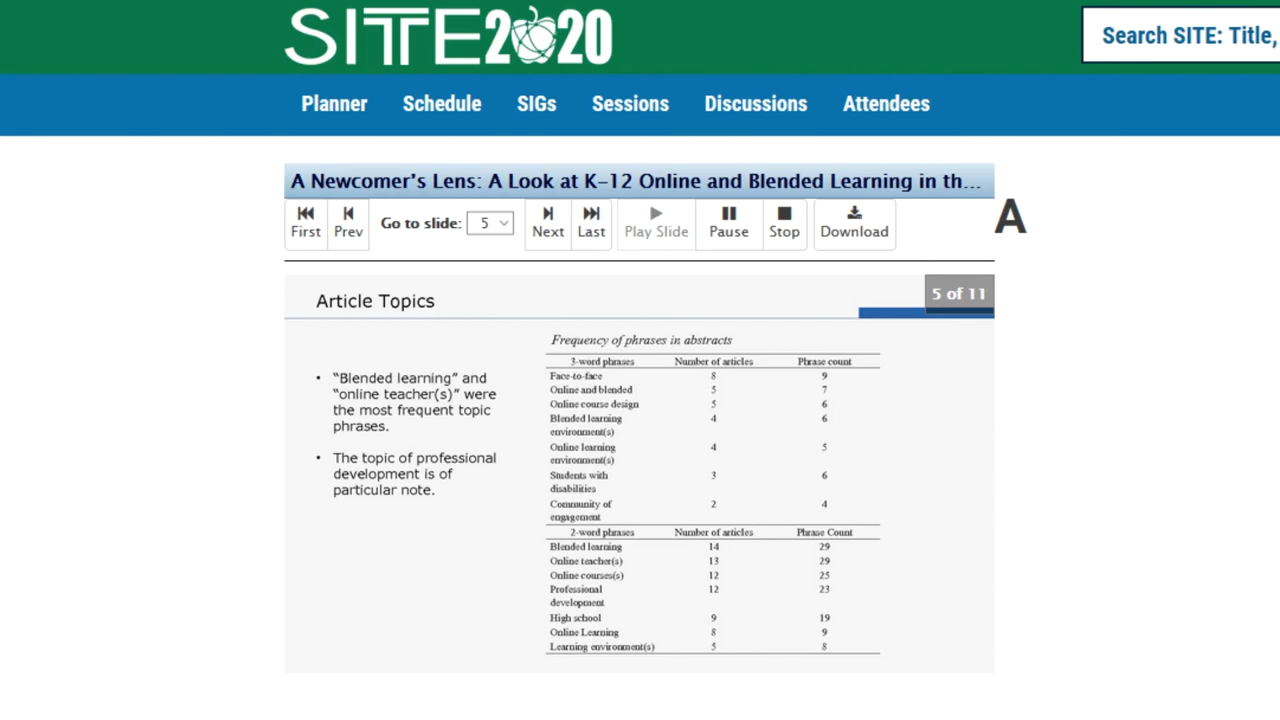 SITE2020
Search SITE: Title,
Planner Schedule SIGs Sessions Discussions Attendees
A Newcomer's Lens: A Look at K-12 Online and Blended Learning in th...
A
First Prev Go to slide: 5 Next Last Play Slide Pause Stop Download
5 of 11
Article Topics
• "Blended learning" and
"online teacher(s)" were
the most frequent topic
phrases.
• The topic of professional
development is of
particular note.
Frequency of phrases in abstracts
3-word phrases Number of articles Phrase count
Face-to-face 8 9
Online and blended 5 7
Online course design 5 6
Blended learning 4 6
environment(s)
Online learning 4 5
environment(s)
Students with 3 6
disabilities
Community of 2 4
engagement
2-word phrases Number of articles Phrase Count
Blended learning 14 29
Online teacher(s) 13 29
Online courses(s) 12 25
Professional 12 23
development
High school 9 19
Online Learning 8 9
Learning environment(s) 5 8